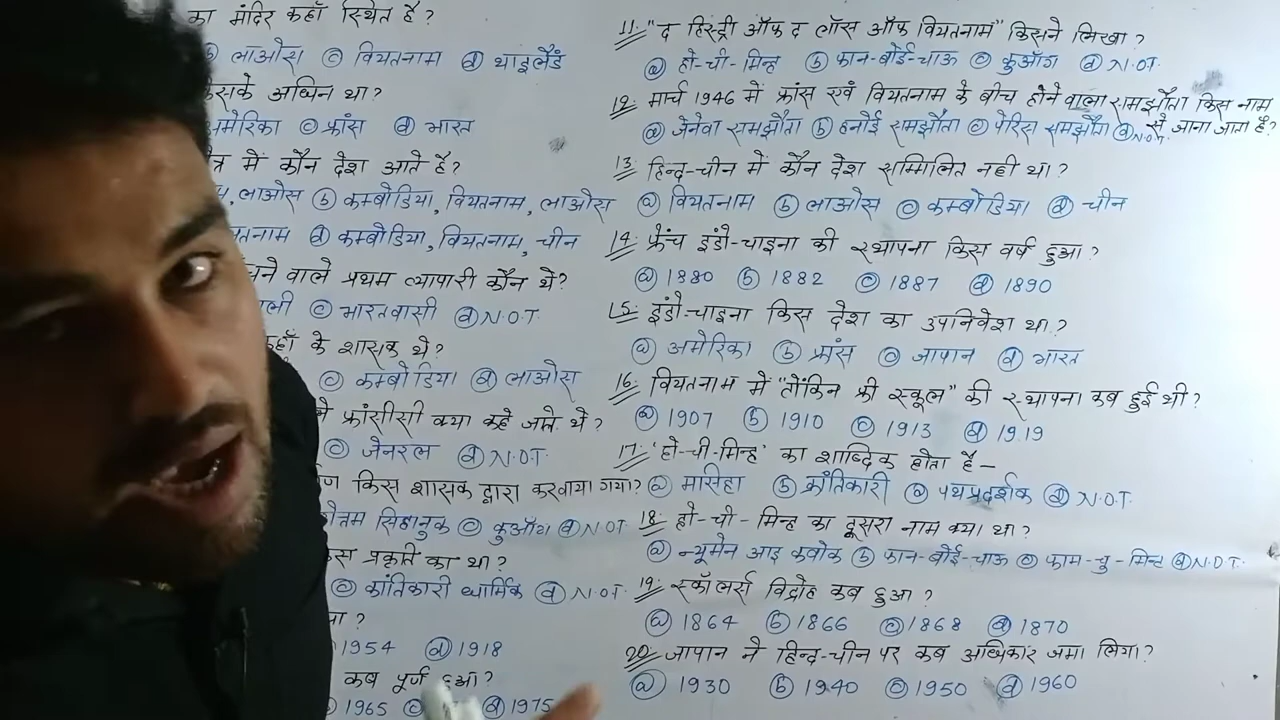 का मंदिर कहाँ स्थित है?
लाओस ⓒ वियतनाम ⓓ थाइलैंड
अधिन था?
ⓒ फ्रांस ⓓ भारत
में कौन देश आते है?
लाओस ⓑ कम्बोडिया, वियतनाम, लाओस
ⓓ कम्बोडिया, वियतनाम, चीन
वाले प्रथम व्यापारी कौन थे?
ⓒ भारतवासी ⓓ N.O.T.
के शासक थे?
ⓒ कम्बोडिया ⓓ लाओस
फ्रांसीसी क्या कहे जाते थे?
ⓒ जेनरल ⓓ N.O.T.
किस शासक द्वारा करवाया गया?
सिहानुक ⓒ कुआँग ⓓ N.O.T
प्रकृति का था?
ⓒ क्रांतिकारी धार्मिक ⓓ N.O.T.
?
1954 ⓓ 1918
कब पूर्ण हुआ?
1965 ⓒ ⓓ 1975
11. "द हिस्ट्री ऑफ द लॉस ऑफ वियतनाम" किसने लिखा?
ⓐ हो-ची-मिन्ह ⓑ फान-बोई-चाऊ ⓒ कुआँग ⓓ N.O.T.
12. मार्च 1946 में फ्रांस एवं वियतनाम के बीच होने वाला समझौता किस नाम से जाना जाता है?
ⓐ जेनेवा समझौता ⓑ हनोई समझौता ⓒ पेरिस समझौता ⓓ N.O.T.
13. हिन्द-चीन में कौन देश सम्मिलित नही था?
ⓐ वियतनाम ⓑ लाओस ⓒ कम्बोडिया ⓓ चीन
14. फ्रेंच इंडो-चाइना की स्थापना किस वर्ष हुआ?
ⓐ 1880 ⓑ 1882 ⓒ 1887 ⓓ 1890
15. इंडो-चाइना किस देश का उपनिवेश था?
ⓐ अमेरिका ⓑ फ्रांस ⓒ जापान ⓓ भारत
16. वियतनाम में "तोंकिन फ्री स्कूल" की स्थापना कब हुई थी?
ⓐ 1907 ⓑ 1910 ⓒ 1913 ⓓ 1919
17. 'हो-ची-मिन्ह' का शाब्दिक होता है-
ⓐ मसिहा ⓑ क्रांतिकारी ⓒ पथप्रदर्शक ⓓ N.O.T.
18. हो-ची-मिन्ह का दूसरा नाम क्या था?
ⓐ न्यूमेन आइ क्वोक ⓑ फान-बोई-चाऊ ⓒ फाम-चु-मिन्ह ⓓ N.O.T.
19. स्कॉलर्स विद्रोह कब हुआ?
ⓐ 1864 ⓑ 1866 ⓒ 1868 ⓓ 1870
20. जापान ने हिन्द-चीन पर कब अधिकार जमा लिया?
ⓐ 1930 ⓑ 1940 ⓒ 1950 ⓓ 1960